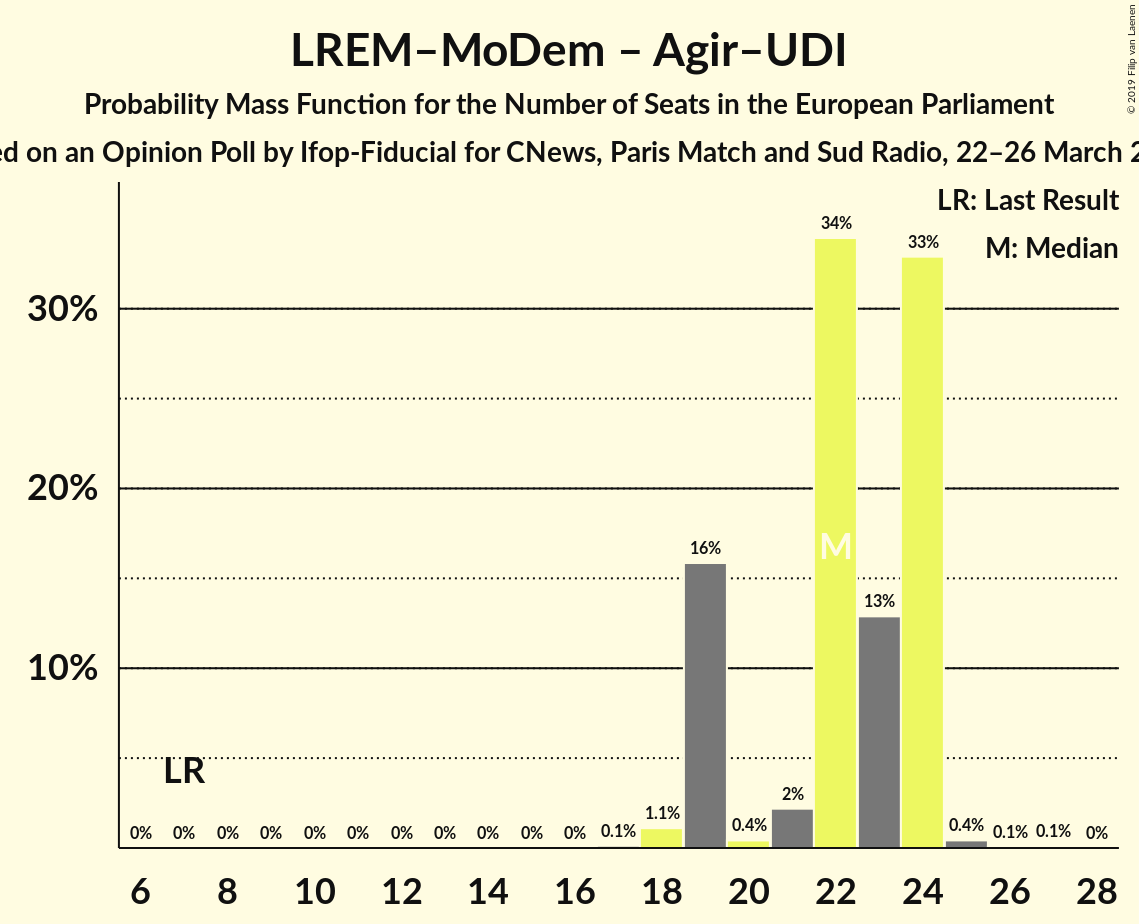 LREM–MoDem – Agir–UDI
Probability Mass Function for the Number of Seats in the European Parliament
on an Opinion Poll by Ifop-Fiducial for CNews, Paris Match and Sud Radio, 22–26 March
© 2019 Filip van Laenen
LR: Last Result
M: Median
34%
33%
30%
20%
M
16%
13%
10%
LR
2%
1.1%
0% 0% 0% 0% 0% 0% 0% 0% 0% 0% 0% 0.1% 0.4% 0.4% 0.1% 0.1% 0%
6 8 10 12 14 16 18 20 22 24 26 28